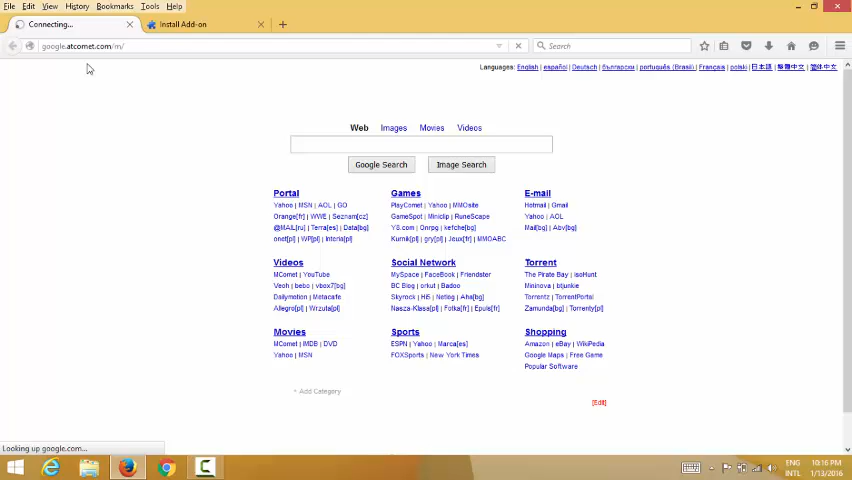 File Edit View History Bookmarks Tools Help
Connecting... Install Add-on
google.atcomet.com/m/ Search
Languages: English | español | Deutsch | български | português (Brasil) | Français | polski | 日本語 | 繁體中文 | 简体中文
Web Images Movies Videos
Google Search Image Search
Portal Games E-mail
Yahoo | MSN | AOL | GO PlayComet | Yahoo | MMOsite Hotmail | Gmail
Orange[fr] | WWE | Seznam[cz] GameSpot | Miniclip | RuneScape Yahoo | AOL
@MAIL[ru] | Terra[es] | Data[bg] Y8.com | Onrpg | kefche[bg] Mail[bg] | Abv[bg]
onet[pl] | WP[pl] | Interia[pl] Kurnik[pl] | gry[pl] | Jeux[fr] | MMOABC
Videos Social Network Torrent
MComet | YouTube MySpace | FaceBook | Friendster The Pirate Bay | isoHunt
Veoh | bebo | vbox7[bg] BC Blog | orkut | Badoo Mininova | btjunkie
Dailymotion | Metacafe Skyrock | Hi5 | Netlog | Aha[bg] Torrentz | TorrentPortal
Allegro[pl] | Wrzuta[pl] Nasza-Klasa[pl] | Fotka[fr] | Epuls[fr] Zamunda[bg] | Torrenty[pl]
Movies Sports Shopping
MComet | IMDB | DVD ESPN | Yahoo | Marca[es] Amazon | eBay | WikiPedia
Yahoo | MSN FOXSports | New York Times Google Maps | Free Game
Popular Software
+ Add Category
[Edit]
Looking up google.com...
ENG 10:16 PM
INTL 1/13/2016